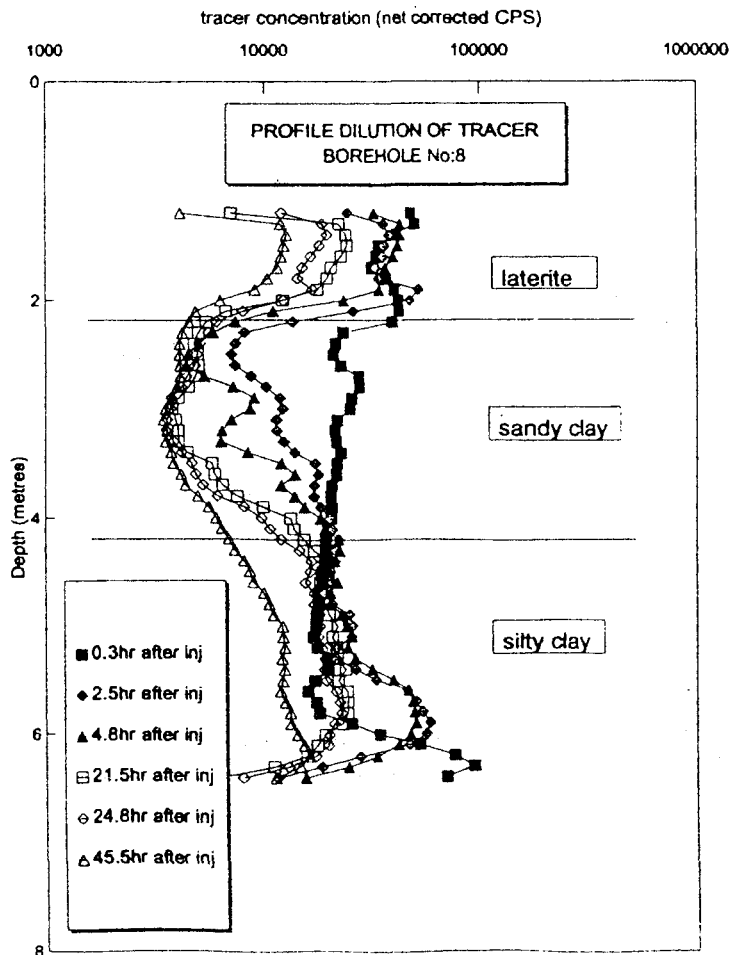 tracer concentration (net corrected CPS)
1000 10000 100000 1000000
0
PROFILE DILUTION OF TRACER
BOREHOLE No:8
laterite
2
sandy clay
Depth (metres)
4
silty clay
0.3hr after inj
2.5hr after inj
4.8hr after inj
21.5hr after inj
24.8hr after inj
45.5hr after inj
6
8